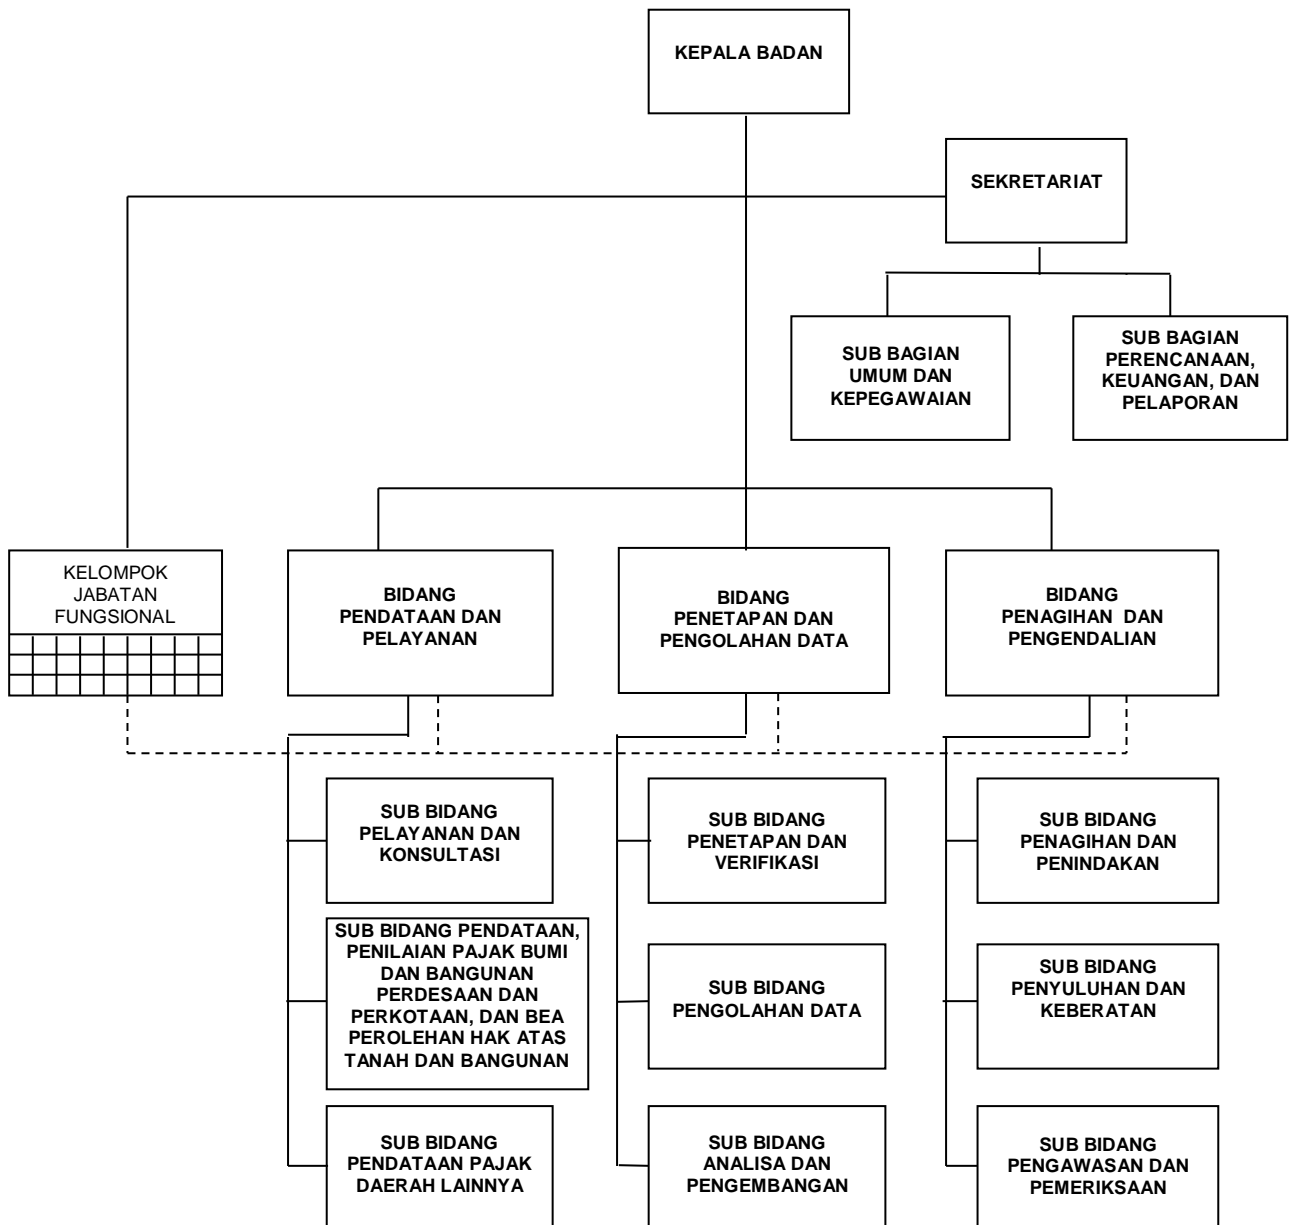 KEPALA BADAN
SEKRETARIAT
SUB BAGIAN
UMUM DAN
KEPEGAWAIAN
SUB BAGIAN
PERENCANAAN,
KEUANGAN, DAN
PELAPORAN
KELOMPOK
JABATAN
FUNGSIONAL
BIDANG
PENDATAAN DAN
PELAYANAN
BIDANG
PENETAPAN DAN
PENGOLAHAN DATA
BIDANG
PENAGIHAN DAN
PENGENDALIAN
SUB BIDANG
PELAYANAN DAN
KONSULTASI
SUB BIDANG PENDATAAN,
PENILAIAN PAJAK BUMI
DAN BANGUNAN
PERDESAAN DAN
PERKOTAAN, DAN BEA
PEROLEHAN HAK ATAS
TANAH DAN BANGUNAN
SUB BIDANG
PENDATAAN PAJAK
DAERAH LAINNYA
SUB BIDANG
PENETAPAN DAN
VERIFIKASI
SUB BIDANG
PENGOLAHAN DATA
SUB BIDANG
ANALISA DAN
PENGEMBANGAN
SUB BIDANG
PENAGIHAN DAN
PENINDAKAN
SUB BIDANG
PENYULUHAN DAN
KEBERATAN
SUB BIDANG
PENGAWASAN DAN
PEMERIKSAAN